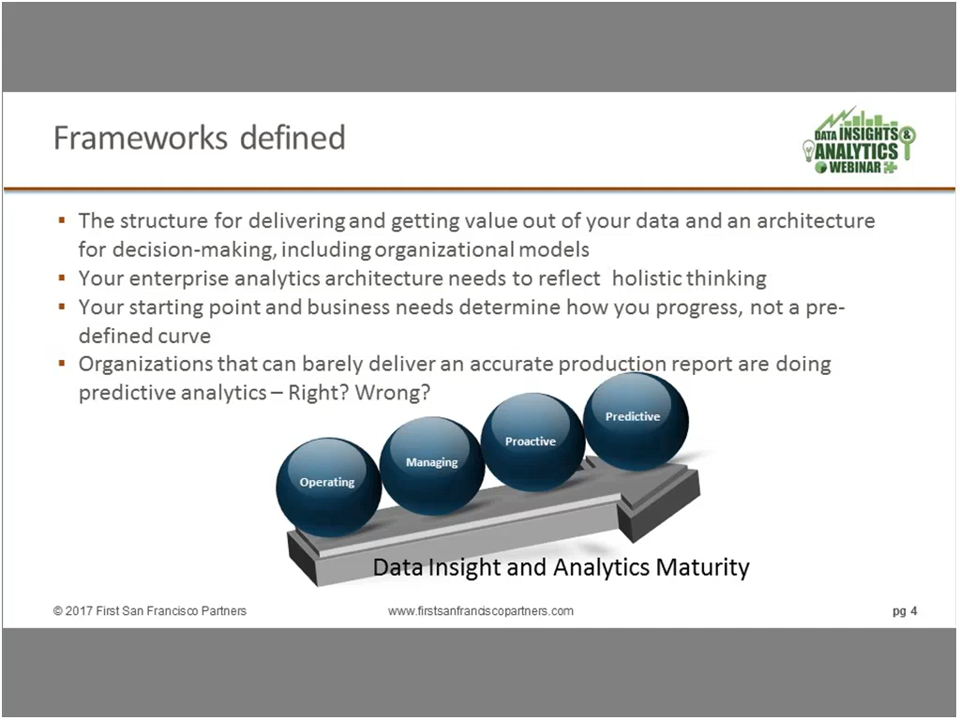 Frameworks defined
DATA INSIGHTS &
ANALYTICS
WEBINAR
▪ The structure for delivering and getting value out of your data and an architecture
for decision-making, including organizational models
▪ Your enterprise analytics architecture needs to reflect holistic thinking
▪ Your starting point and business needs determine how you progress, not a pre-
defined curve
▪ Organizations that can barely deliver an accurate production report are doing
predictive analytics – Right? Wrong?
Operating
Managing
Proactive
Predictive
Data Insight and Analytics Maturity
© 2017 First San Francisco Partners
www.firstsanfranciscopartners.com
pg 4